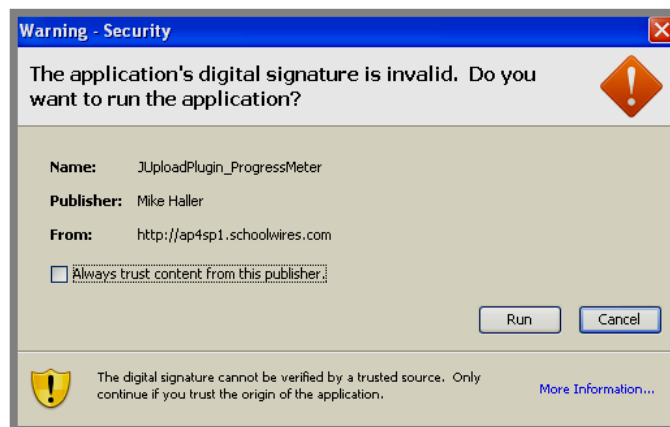 Warning - Security
The application's digital signature is invalid. Do you
want to run the application?
Name: JUploadPlugin_ProgressMeter
Publisher: Mike Haller
From: http://ap4sp1.schoolwires.com
Always trust content from this publisher.
Run Cancel
The digital signature cannot be verified by a trusted source. Only
continue if you trust the origin of the application.
More Information...